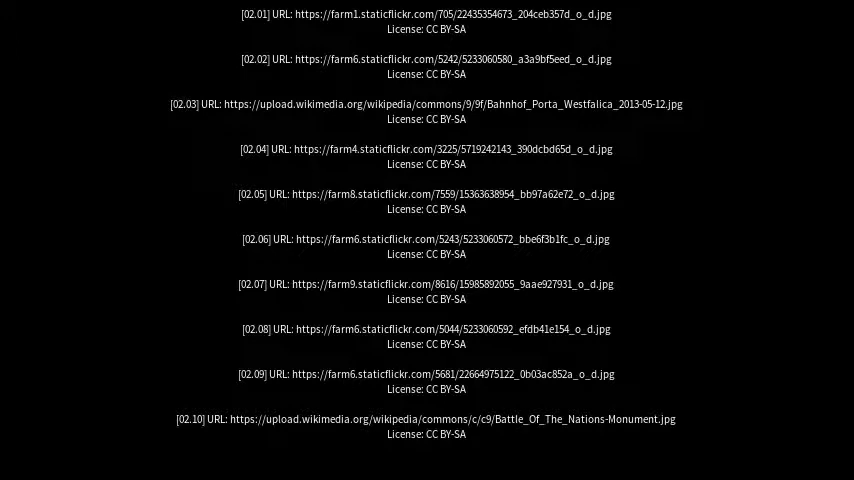 [02.01] URL: https://farm1.staticflickr.com/705/22435354673_204ceb357d_o_d.jpg
License: CC BY-SA
[02.02] URL: https://farm6.staticflickr.com/5242/5233060580_a3a9bf5eed_o_d.jpg
License: CC BY-SA
[02.03] URL: https://upload.wikimedia.org/wikipedia/commons/9/9f/Bahnhof_Porta_Westfalica_2013-05-12.jpg
License: CC BY-SA
[02.04] URL: https://farm4.staticflickr.com/3225/5719242143_390dcbd65d_o_d.jpg
License: CC BY-SA
[02.05] URL: https://farm8.staticflickr.com/7559/15363638954_bb97a62e72_o_d.jpg
License: CC BY-SA
[02.06] URL: https://farm6.staticflickr.com/5243/5233060572_bbe6f3b1fc_o_d.jpg
License: CC BY-SA
[02.07] URL: https://farm9.staticflickr.com/8616/15985892055_9aae927931_o_d.jpg
License: CC BY-SA
[02.08] URL: https://farm6.staticflickr.com/5044/5233060592_efdb41e154_o_d.jpg
License: CC BY-SA
[02.09] URL: https://farm6.staticflickr.com/5681/22664975122_0b03ac852a_o_d.jpg
License: CC BY-SA
[02.10] URL: https://upload.wikimedia.org/wikipedia/commons/c/c9/Battle_Of_The_Nations-Monument.jpg
License: CC BY-SA